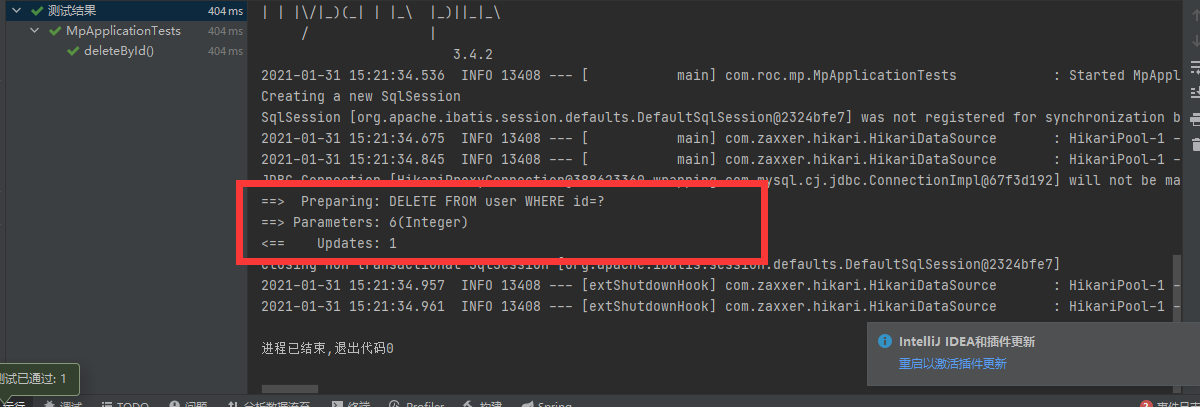 测试结果 404 ms
MpApplicationTests 404 ms
deleteById() 404 ms
| | |\/|_)(_| | |_\  |_)||_|_\
/ |
3.4.2
2021-01-31 15:21:34.536  INFO 13408 --- [           main] com.roc.mp.MpApplicationTests            : Started MpAppl
Creating a new SqlSession
SqlSession [org.apache.ibatis.session.defaults.DefaultSqlSession@2324bfe7] was not registered for synchronization b
2021-01-31 15:21:34.675  INFO 13408 --- [           main] com.zaxxer.hikari.HikariDataSource       : HikariPool-1 -
2021-01-31 15:21:34.845  INFO 13408 --- [           main] com.zaxxer.hikari.HikariDataSource       : HikariPool-1 -
JDBC Connection [HikariProxyConnection@388623360 wrapping com.mysql.cj.jdbc.ConnectionImpl@67f3d192] will not be ma
==>  Preparing: DELETE FROM user WHERE id=?
==> Parameters: 6(Integer)
<==    Updates: 1
Closing non transactional SqlSession [org.apache.ibatis.session.defaults.DefaultSqlSession@2324bfe7]
2021-01-31 15:21:34.957  INFO 13408 --- [extShutdownHook] com.zaxxer.hikari.HikariDataSource       : HikariPool-1 -
2021-01-31 15:21:34.961  INFO 13408 --- [extShutdownHook] com.zaxxer.hikari.HikariDataSource       : HikariPool-1 -
进程已结束,退出代码0
IntelliJ IDEA和插件更新
重启以激活插件更新
测试已通过: 1
运行 调试 TODO 问题 分析数据流至 终端 Profiler 构建 Spring 2 事件日志